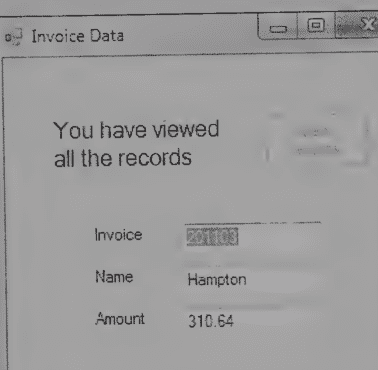 Invoice Data
You have viewed
all the records
Invoice
Name Hampton
Amount 310.64